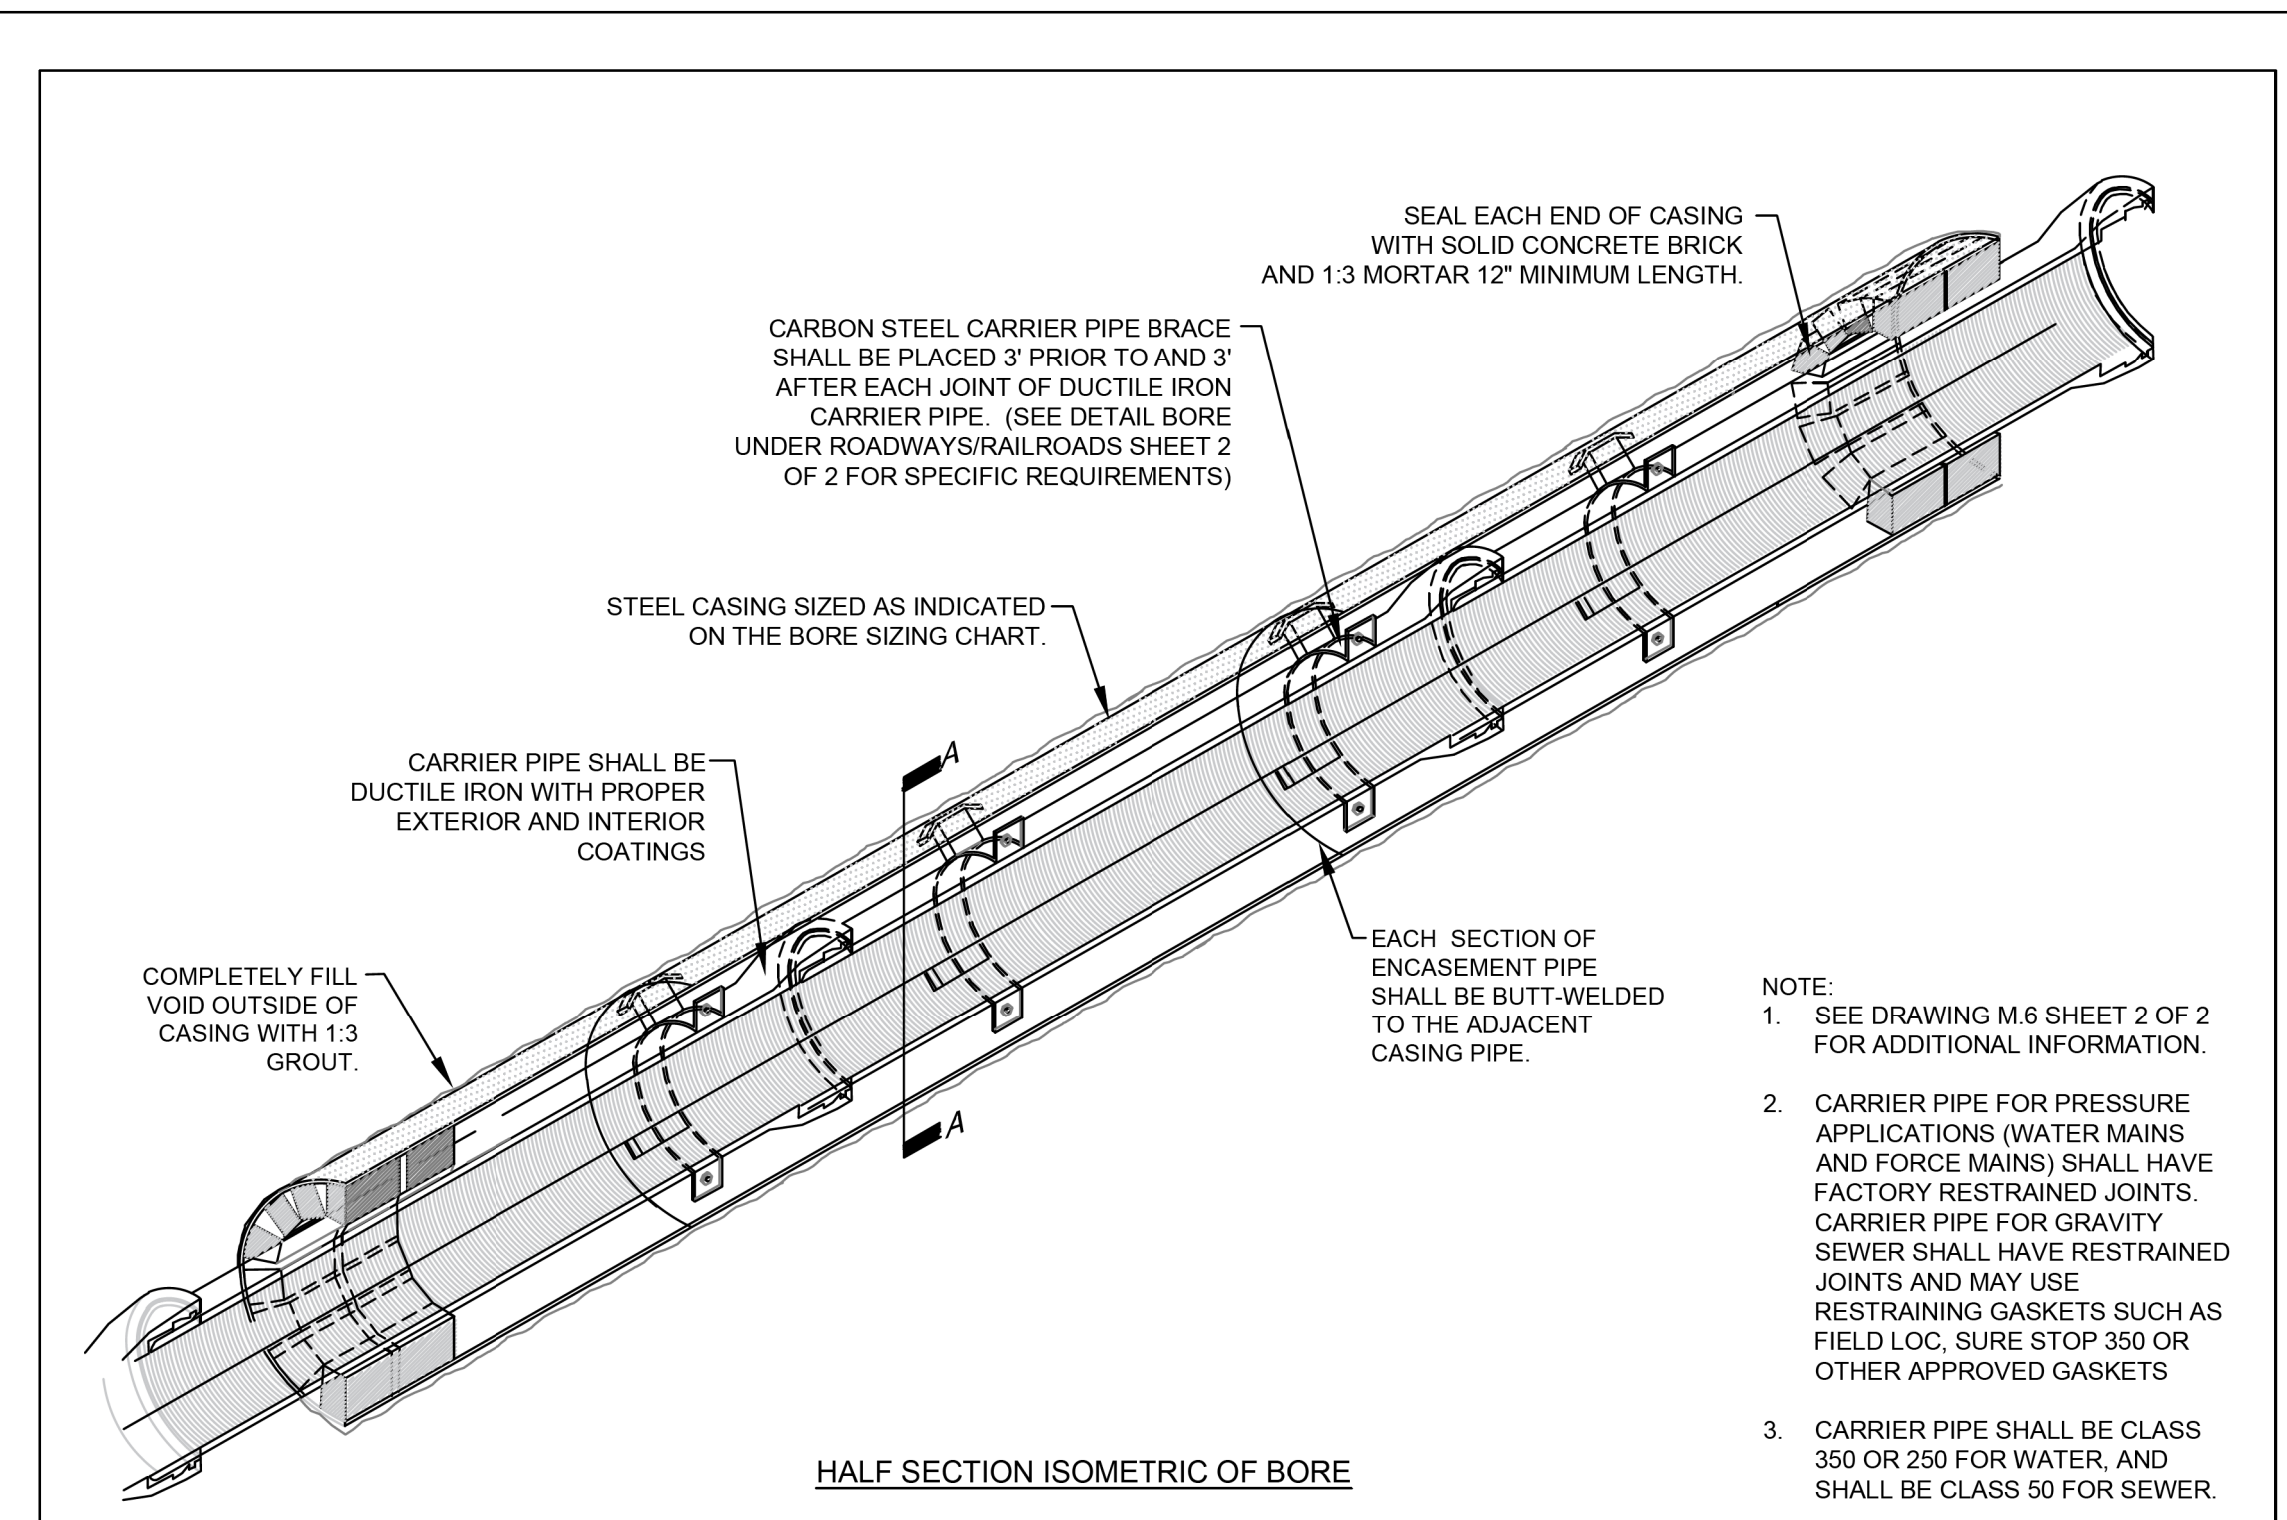 SEAL EACH END OF CASING
WITH SOLID CONCRETE BRICK
AND 1:3 MORTAR 12" MINIMUM LENGTH.
CARBON STEEL CARRIER PIPE BRACE
SHALL BE PLACED 3' PRIOR TO AND 3'
AFTER EACH JOINT OF DUCTILE IRON
CARRIER PIPE. (SEE DETAIL BORE
UNDER ROADWAYS/RAILROADS SHEET 2
OF 2 FOR SPECIFIC REQUIREMENTS)
STEEL CASING SIZED AS INDICATED
ON THE BORE SIZING CHART.
A
CARRIER PIPE SHALL BE
DUCTILE IRON WITH PROPER
EXTERIOR AND INTERIOR
COATINGS
COMPLETELY FILL
VOID OUTSIDE OF
CASING WITH 1:3
GROUT.
A
EACH SECTION OF
ENCASEMENT PIPE
SHALL BE BUTT-WELDED
TO THE ADJACENT
CASING PIPE.
NOTE:
1. SEE DRAWING M.6 SHEET 2 OF 2
FOR ADDITIONAL INFORMATION.
2. CARRIER PIPE FOR PRESSURE
APPLICATIONS (WATER MAINS
AND FORCE MAINS) SHALL HAVE
FACTORY RESTRAINED JOINTS.
CARRIER PIPE FOR GRAVITY
SEWER SHALL HAVE RESTRAINED
JOINTS AND MAY USE
RESTRAINING GASKETS SUCH AS
FIELD LOC, SURE STOP 350 OR
OTHER APPROVED GASKETS
3. CARRIER PIPE SHALL BE CLASS
350 OR 250 FOR WATER, AND
SHALL BE CLASS 50 FOR SEWER.
HALF SECTION ISOMETRIC OF BORE